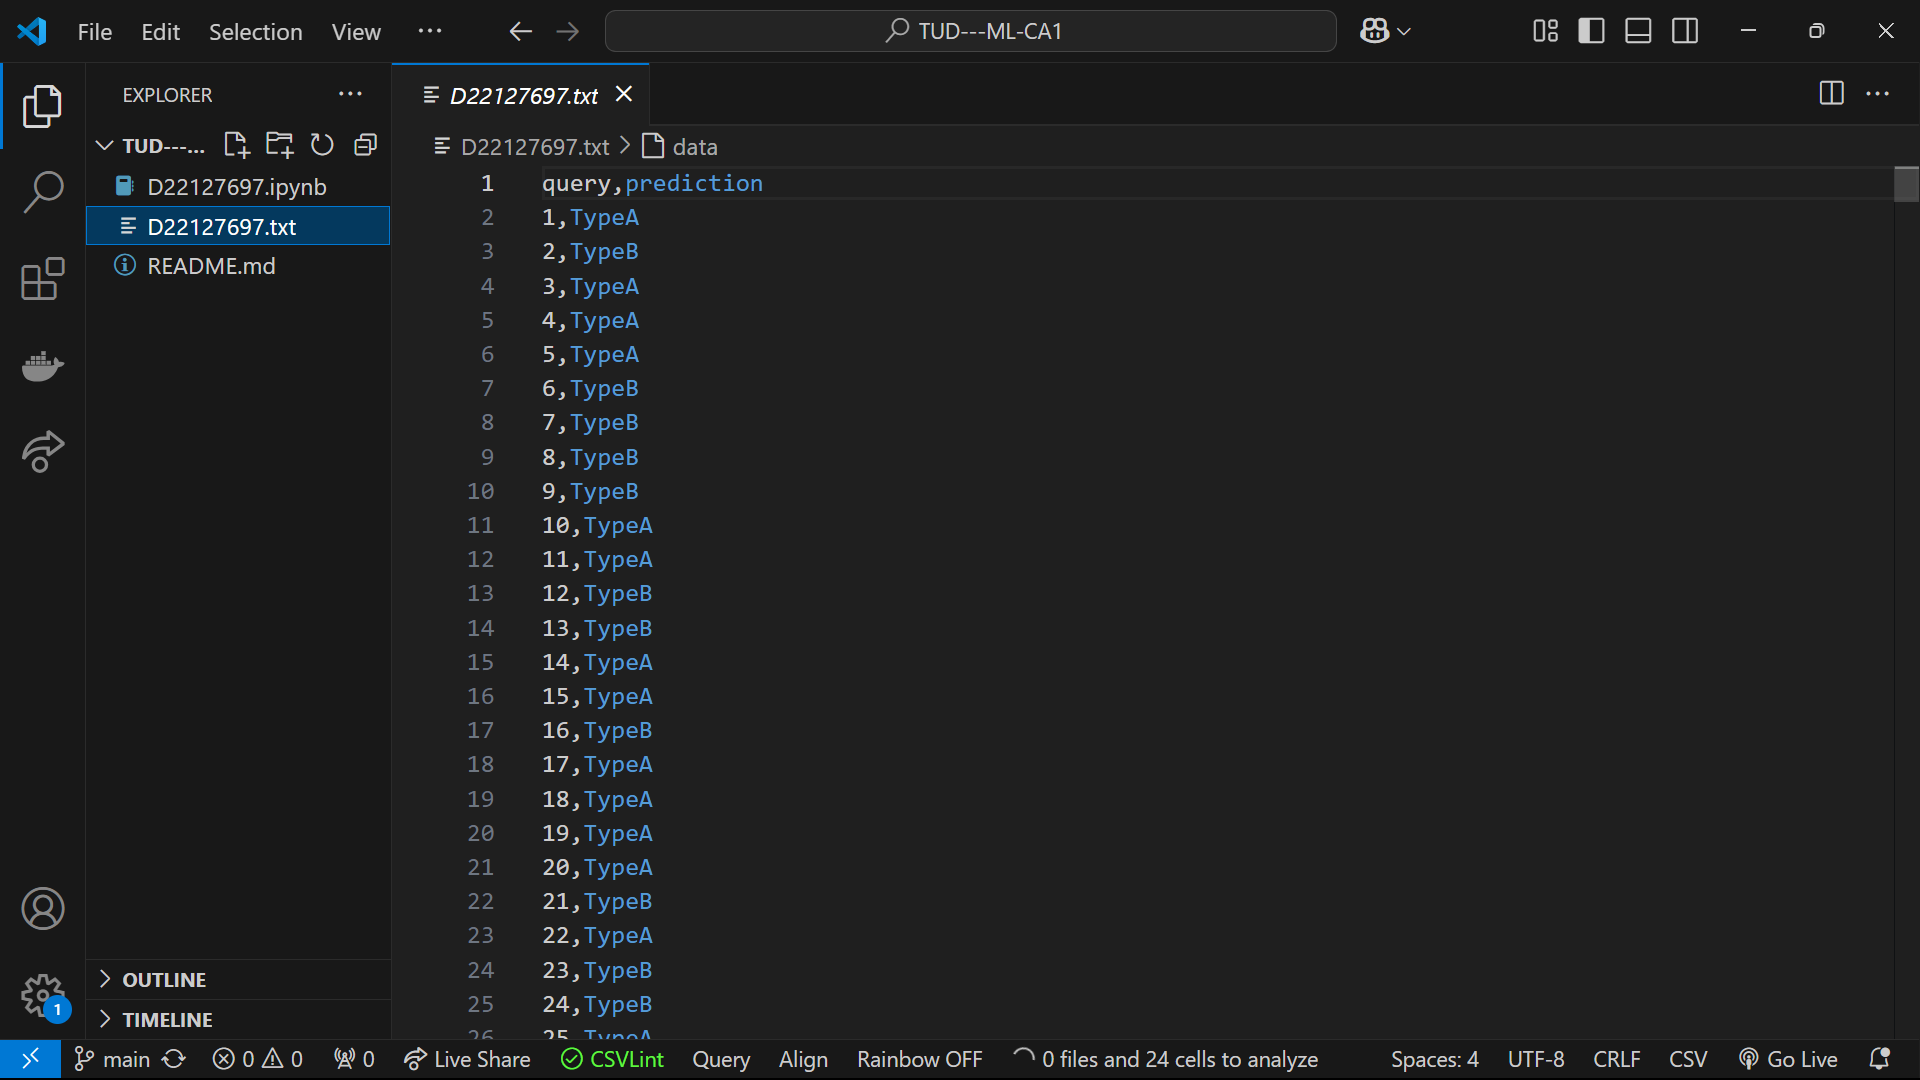 File Edit Selection View
TUD---ML-CA1
EXPLORER
TUD---...
D22127697.ipynb
D22127697.txt
README.md
OUTLINE
TIMELINE
D22127697.txt
D22127697.txt > data
1 query,prediction
2 1,TypeA
3 2,TypeB
4 3,TypeA
5 4,TypeA
6 5,TypeA
7 6,TypeB
8 7,TypeB
9 8,TypeB
10 9,TypeB
11 10,TypeA
12 11,TypeA
13 12,TypeB
14 13,TypeB
15 14,TypeA
16 15,TypeA
17 16,TypeB
18 17,TypeA
19 18,TypeA
20 19,TypeA
21 20,TypeA
22 21,TypeB
23 22,TypeA
24 23,TypeB
25 24,TypeB
26 25,TypeA
1
main 0 0 0 Live Share CSVLint Query Align Rainbow OFF 0 files and 24 cells to analyze Spaces: 4 UTF-8 CRLF CSV Go Live